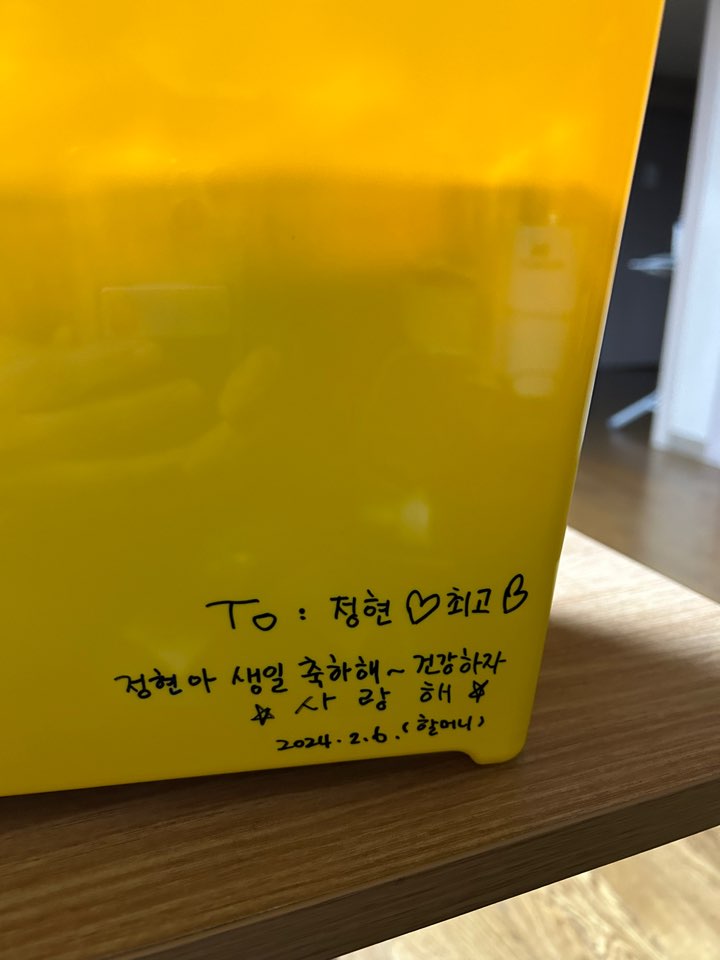 To : 정현 ♡ 최고 ♡
정현아 생일 축하해~ 건강하자
☆ 사 랑 해 ☆
2024.2.6.(할머니)